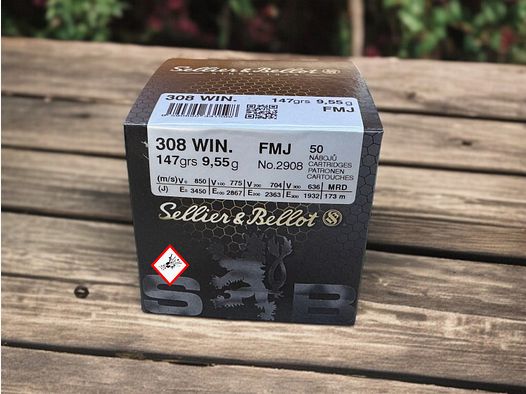 Sellier & Bellot S
308 WIN. 147grs 9,55g
FMJ
308 WIN. FMJ 50
147grs 9,55g No.2908
NÁBOJŮ
CARTRIDGES
PATRONEN
CARTOUCHES
(m/s) V0 850 V100 775 V200 704 V300 636 MRD
(J) E0 3450 E100 2867 E200 2363 E300 1932 173 m
Sellier & Bellot S
S B